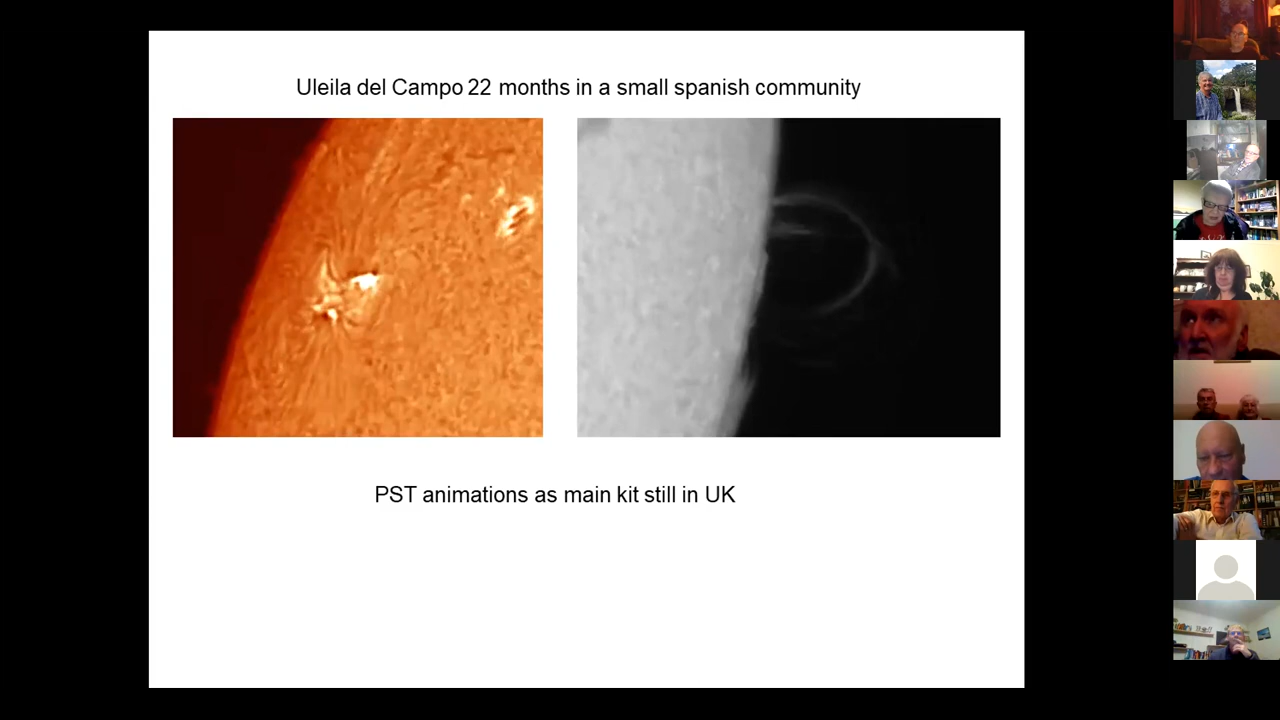 Uleila del Campo 22 months in a small spanish community
PST animations as main kit still in UK